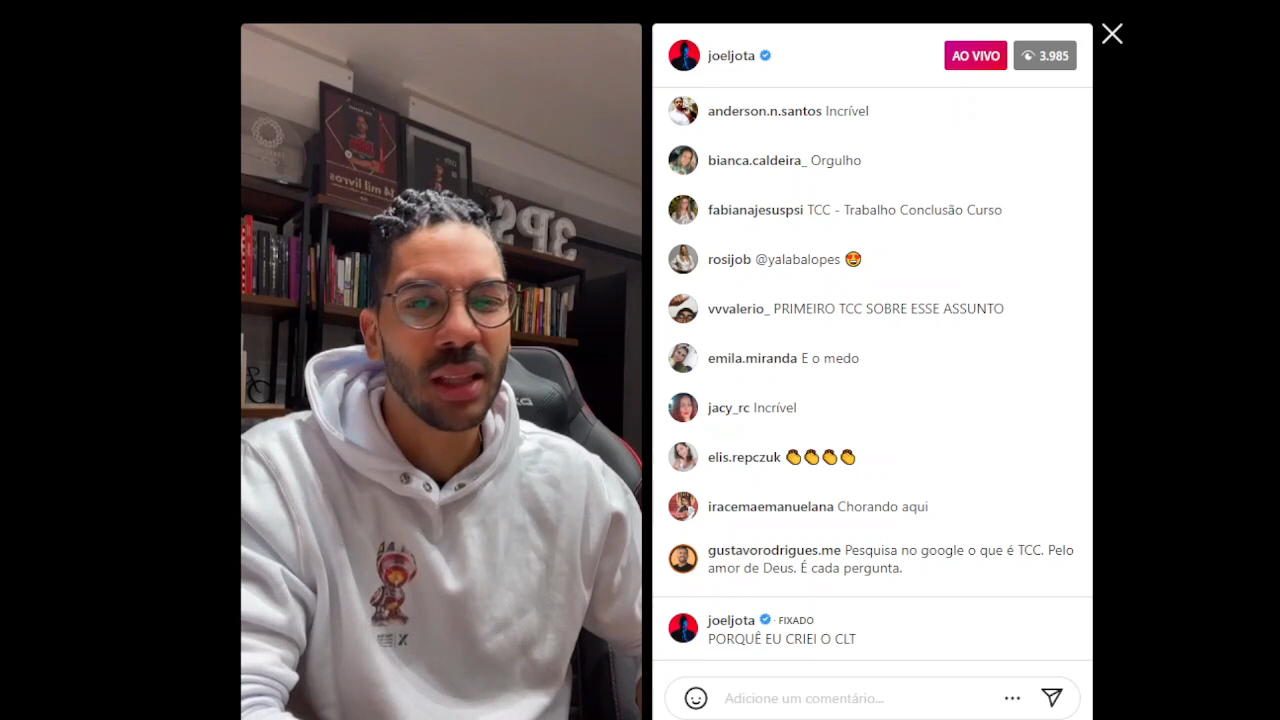 joeljota
AO VIVO
3.985
anderson.n.santos Incrível
bianca.caldeira_ Orgulho
fabianajesuspsi TCC - Trabalho Conclusão Curso
rosijob @yalabalopes 😍
vvvalerio_ PRIMEIRO TCC SOBRE ESSE ASSUNTO
emila.miranda E o medo
jacy_rc Incrível
elis.repczuk 👏👏👏👏
iracemaemanuelana Chorando aqui
gustavorodrigues.me Pesquisa no google o que é TCC. Pelo
amor de Deus. É cada pergunta.
joeljota · FIXADO
PORQUÊ EU CRIEI O CLT
Adicione um comentário...
14 mil livros
3PS